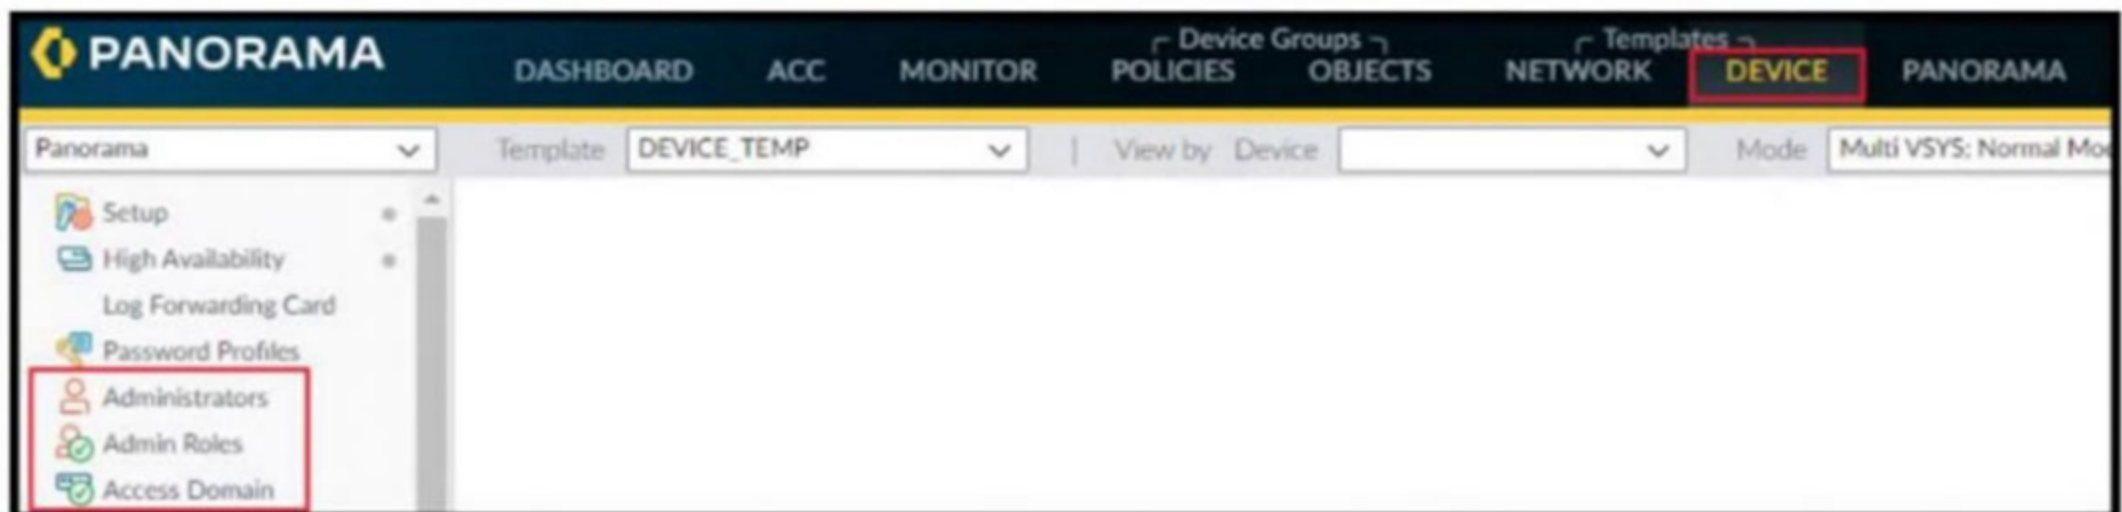 PANORAMA
Device Groups Templates
DASHBOARD ACC MONITOR POLICIES OBJECTS NETWORK DEVICE PANORAMA
Panorama Template DEVICE_TEMP | View by Device Mode Multi VSYS; Normal Mo
Setup
High Availability
Log Forwarding Card
Password Profiles
Administrators
Admin Roles
Access Domain